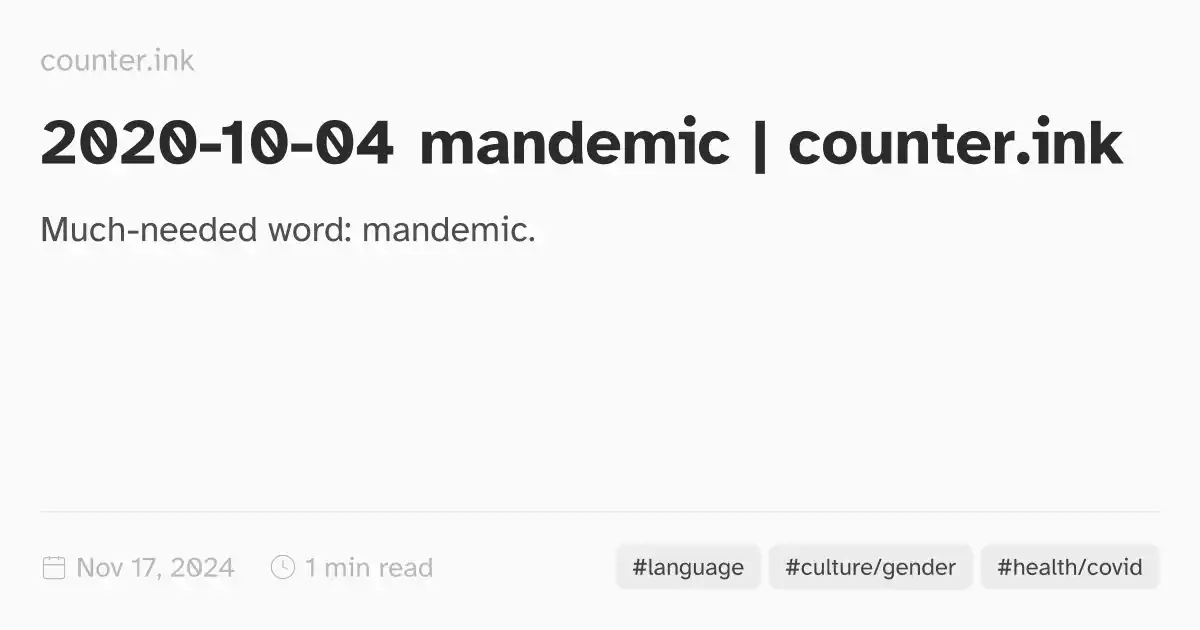 counter.ink
2020-10-04 mandemic | counter.ink
Much-needed word: mandemic.
Nov 17, 2024 1 min read #language #culture/gender #health/covid